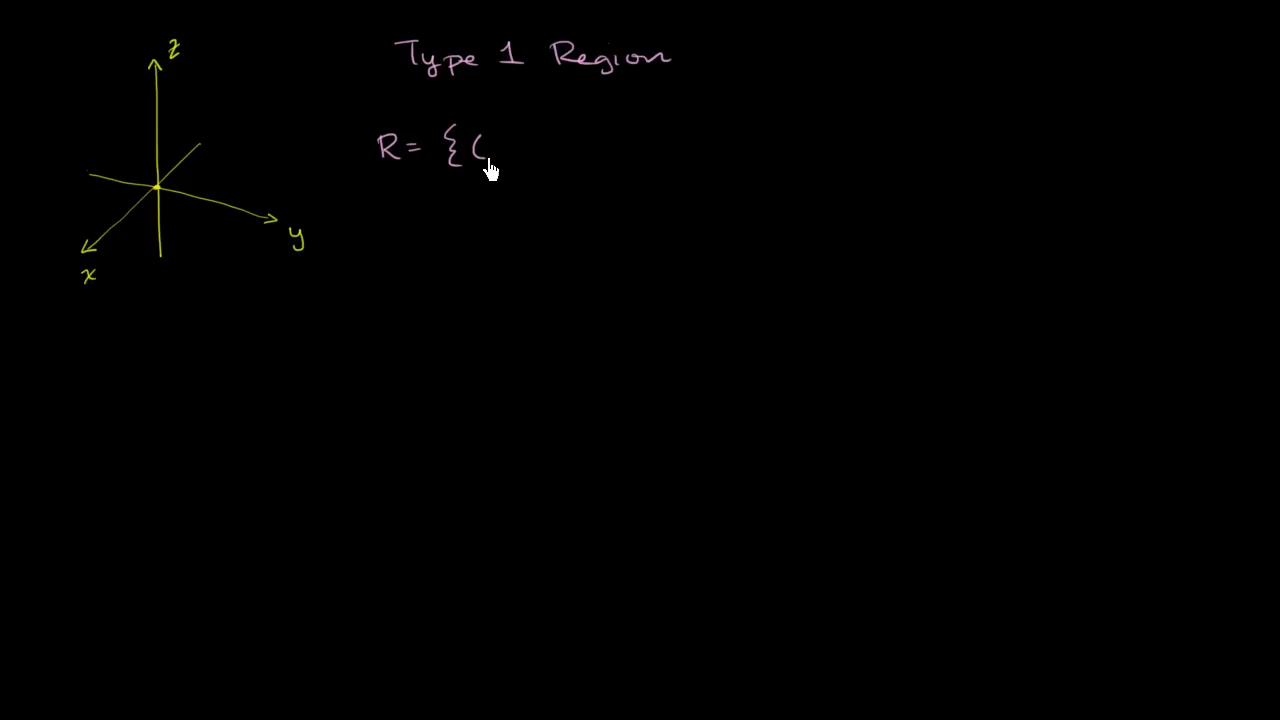 z
Type 1 Region
R = { (
y
x